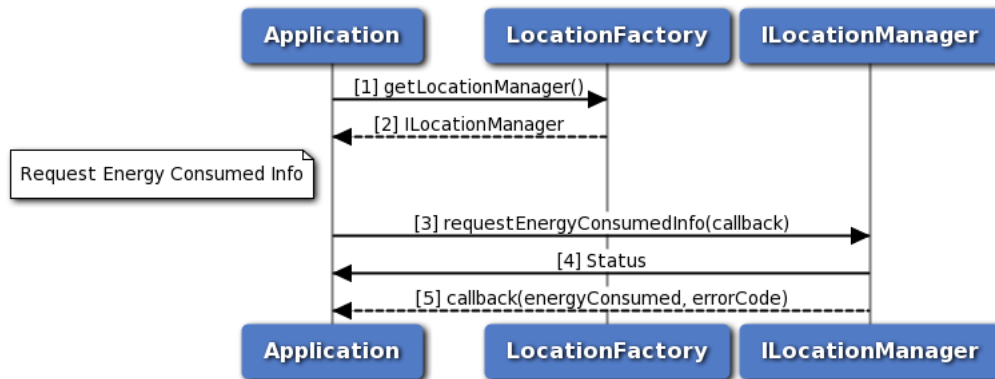 Application
LocationFactory
ILocationManager
[1] getLocationManager()
[2] ILocationManager
Request Energy Consumed Info
[3] requestEnergyConsumedInfo(callback)
[4] Status
[5] callback(energyConsumed, errorCode)
Application
LocationFactory
ILocationManager